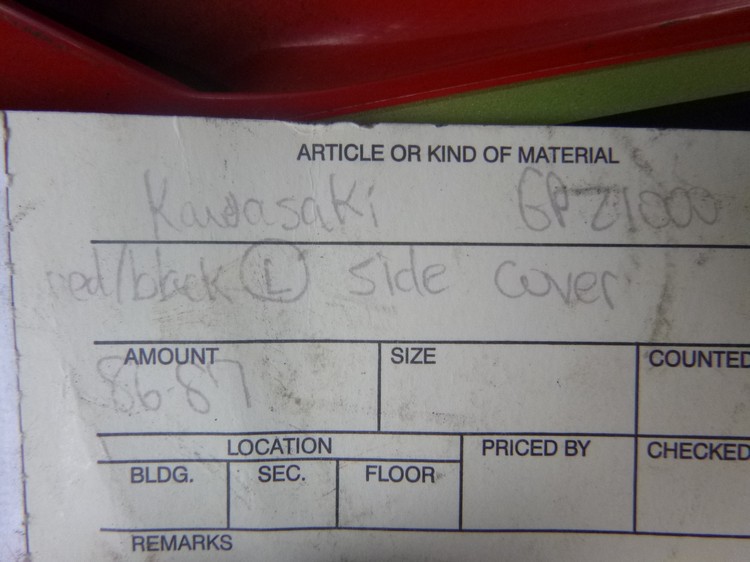 ARTICLE OR KIND OF MATERIAL
Kawasaki GPZ1000
red/black L side cover
AMOUNT SIZE COUNTED
86-87
LOCATION PRICED BY CHECKED
BLDG. SEC. FLOOR
REMARKS